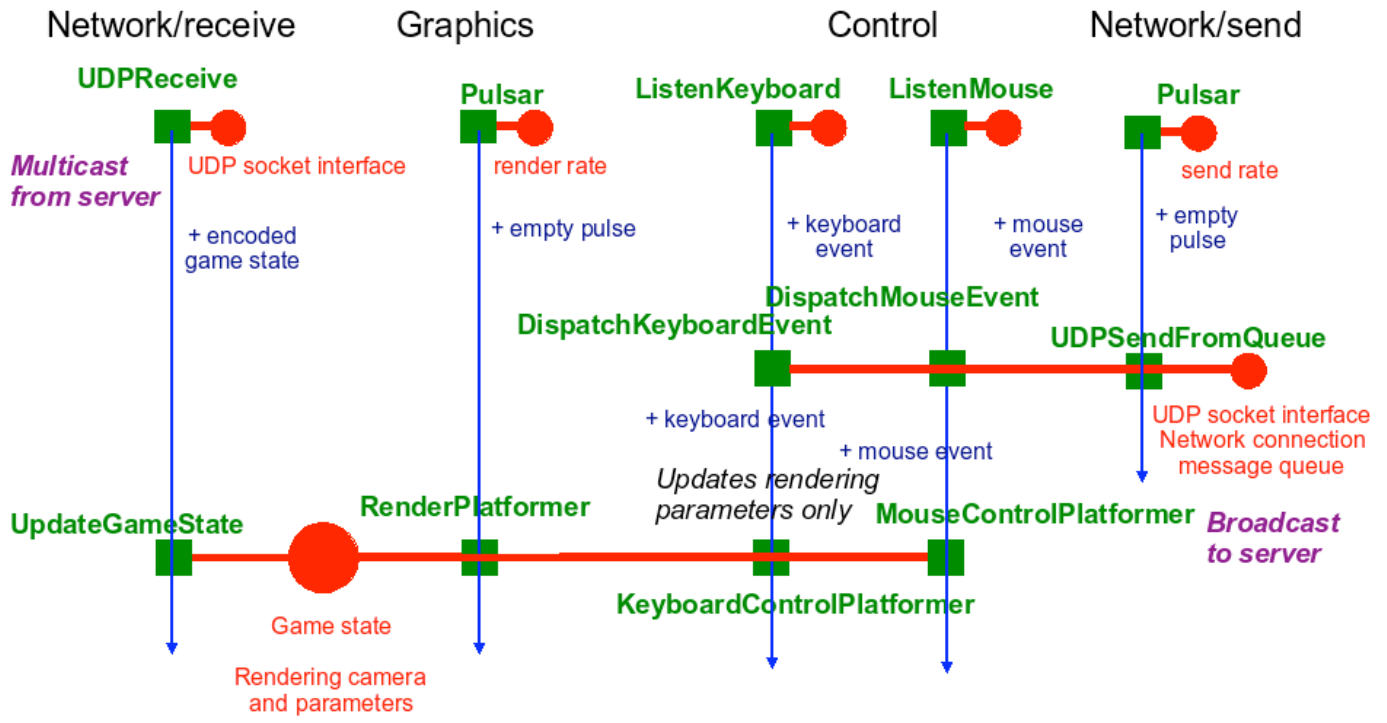 Network/receive
Graphics
Control
Network/send
UDPReceive
Pulsar
ListenKeyboard
ListenMouse
Pulsar
Multicast
from server
UDP socket interface
render rate
send rate
+ encoded
game state
+ empty pulse
+ keyboard
event
+ mouse
event
+ empty
pulse
DispatchMouseEvent
DispatchKeyboardEvent
UDPSendFromQueue
+ keyboard event
+ mouse event
UDP socket interface
Network connection
message queue
Updates rendering
parameters only
RenderPlatformer
UpdateGameState
MouseControlPlatformer
Broadcast
to server
KeyboardControlPlatformer
Game state
Rendering camera
and parameters